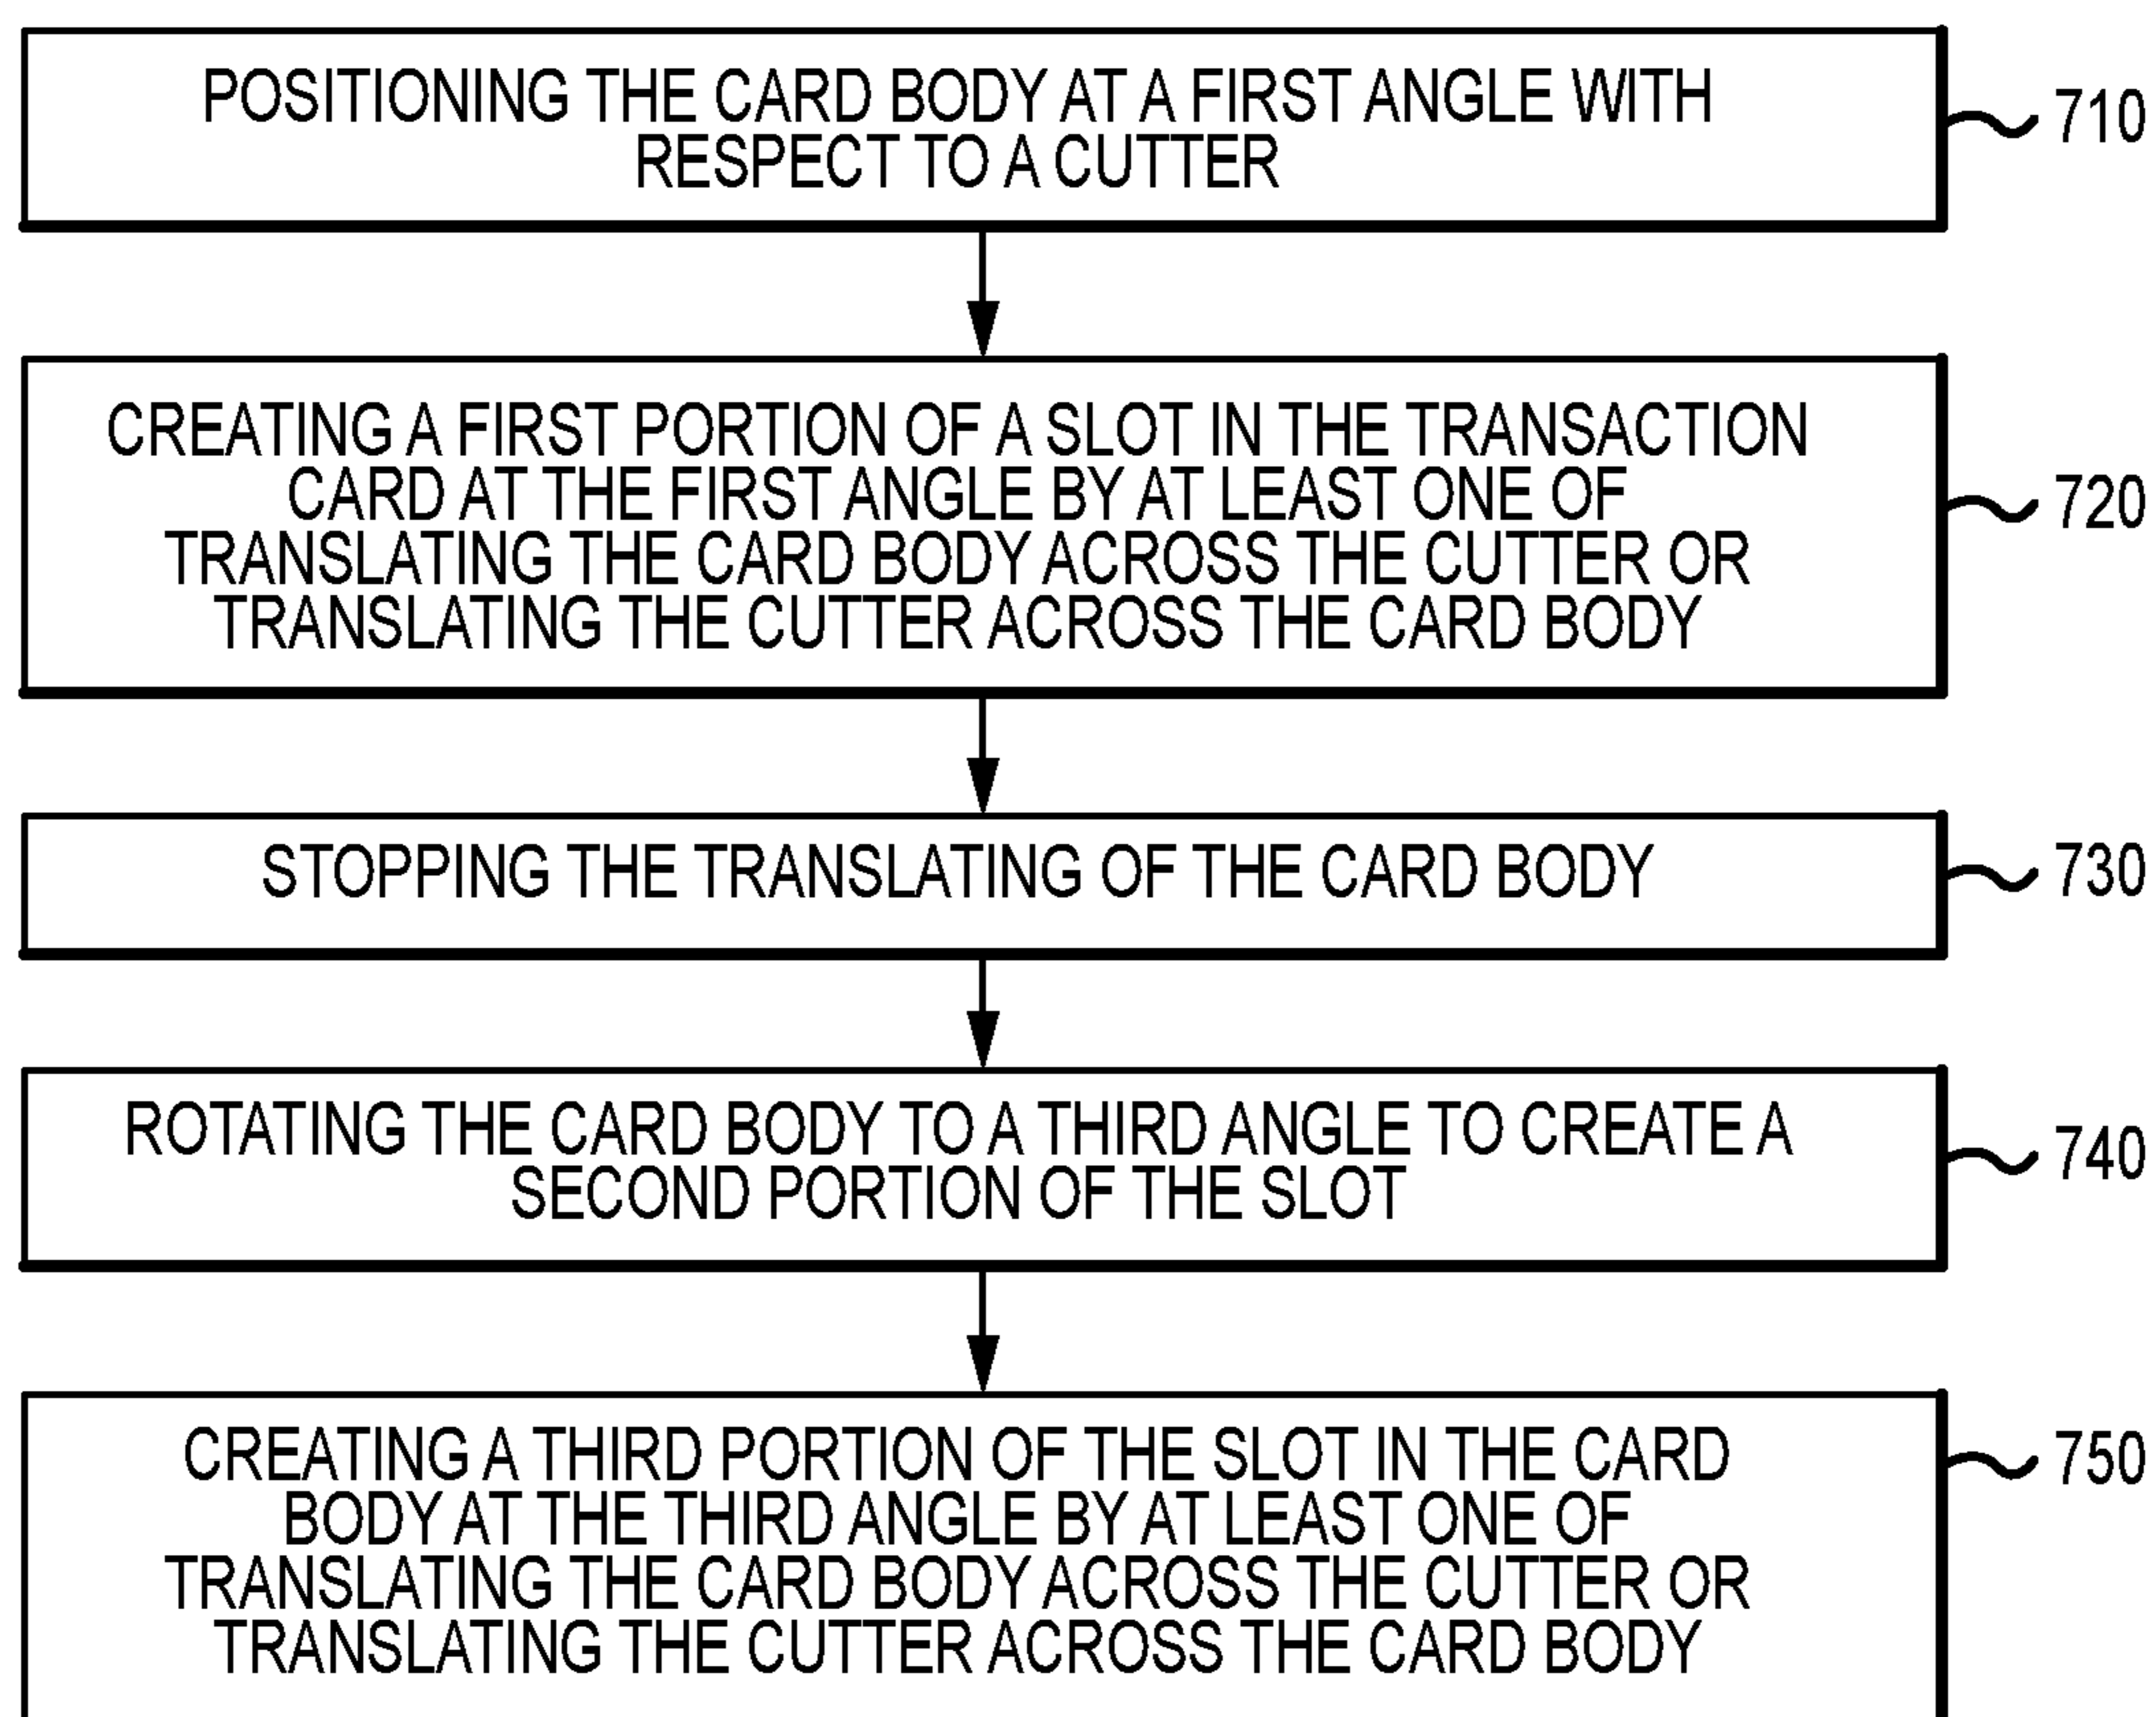 POSITIONING THE CARD BODY AT A FIRST ANGLE WITH
RESPECT TO A CUTTER
710
CREATING A FIRST PORTION OF A SLOT IN THE TRANSACTION
CARD AT THE FIRST ANGLE BY AT LEAST ONE OF
TRANSLATING THE CARD BODY ACROSS THE CUTTER OR
TRANSLATING THE CUTTER ACROSS THE CARD BODY
720
STOPPING THE TRANSLATING OF THE CARD BODY
730
ROTATING THE CARD BODY TO A THIRD ANGLE TO CREATE A
SECOND PORTION OF THE SLOT
740
CREATING A THIRD PORTION OF THE SLOT IN THE CARD
BODY AT THE THIRD ANGLE BY AT LEAST ONE OF
TRANSLATING THE CARD BODY ACROSS THE CUTTER OR
TRANSLATING THE CUTTER ACROSS THE CARD BODY
750